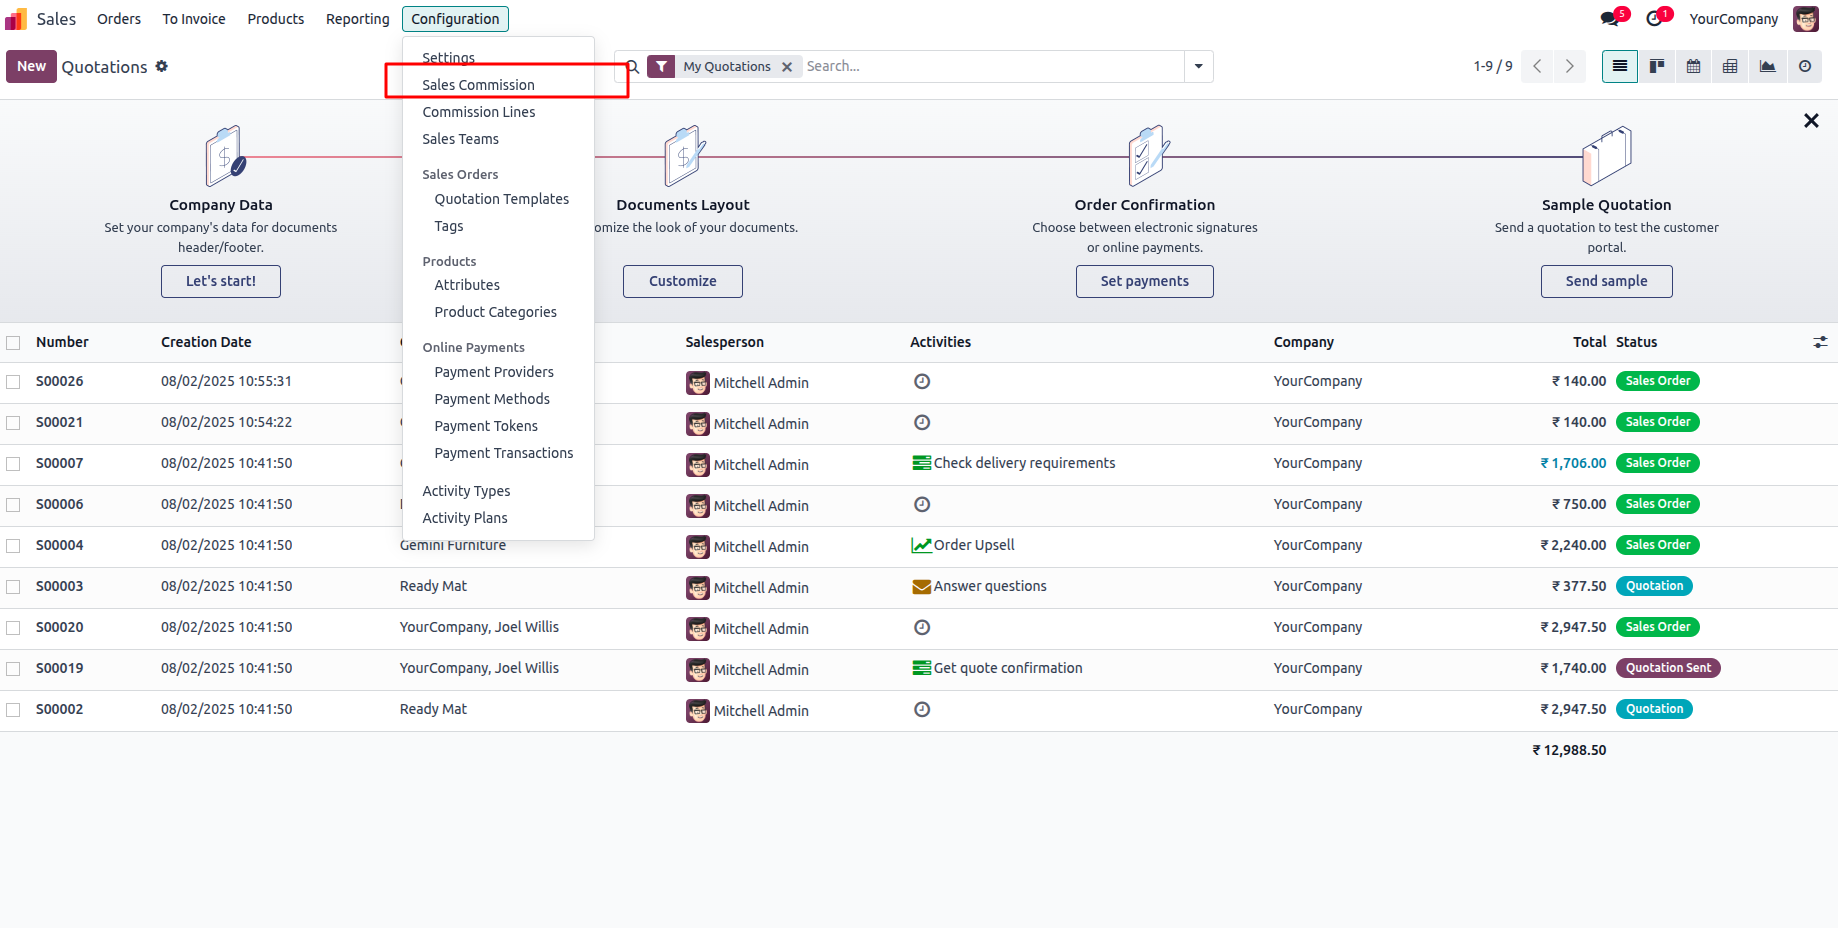 Sales Orders To Invoice Products Reporting Configuration 5 1 YourCompany
New Quotations My Quotations Search... 1-9 / 9
Settings
Sales Commission
Commission Lines
Sales Teams
Sales Orders
Quotation Templates
Tags
Products
Attributes
Product Categories
Online Payments
Payment Providers
Payment Methods
Payment Tokens
Payment Transactions
Activity Types
Activity Plans
Company Data
Set your company's data for documents
header/footer.
Let's start!
Documents Layout
omize the look of your documents.
Customize
Order Confirmation
Choose between electronic signatures
or online payments.
Set payments
Sample Quotation
Send a quotation to test the customer
portal.
Send sample
Number Creation Date Salesperson Activities Company Total Status
S00026 08/02/2025 10:55:31 Mitchell Admin YourCompany ₹ 140.00 Sales Order
S00021 08/02/2025 10:54:22 Mitchell Admin YourCompany ₹ 140.00 Sales Order
S00007 08/02/2025 10:41:50 Mitchell Admin Check delivery requirements YourCompany ₹ 1,706.00 Sales Order
S00006 08/02/2025 10:41:50 Mitchell Admin YourCompany ₹ 750.00 Sales Order
S00004 08/02/2025 10:41:50 Gemini Furniture Mitchell Admin Order Upsell YourCompany ₹ 2,240.00 Sales Order
S00003 08/02/2025 10:41:50 Ready Mat Mitchell Admin Answer questions YourCompany ₹ 377.50 Quotation
S00020 08/02/2025 10:41:50 YourCompany, Joel Willis Mitchell Admin YourCompany ₹ 2,947.50 Sales Order
S00019 08/02/2025 10:41:50 YourCompany, Joel Willis Mitchell Admin Get quote confirmation YourCompany ₹ 1,740.00 Quotation Sent
S00002 08/02/2025 10:41:50 Ready Mat Mitchell Admin YourCompany ₹ 2,947.50 Quotation
₹ 12,988.50